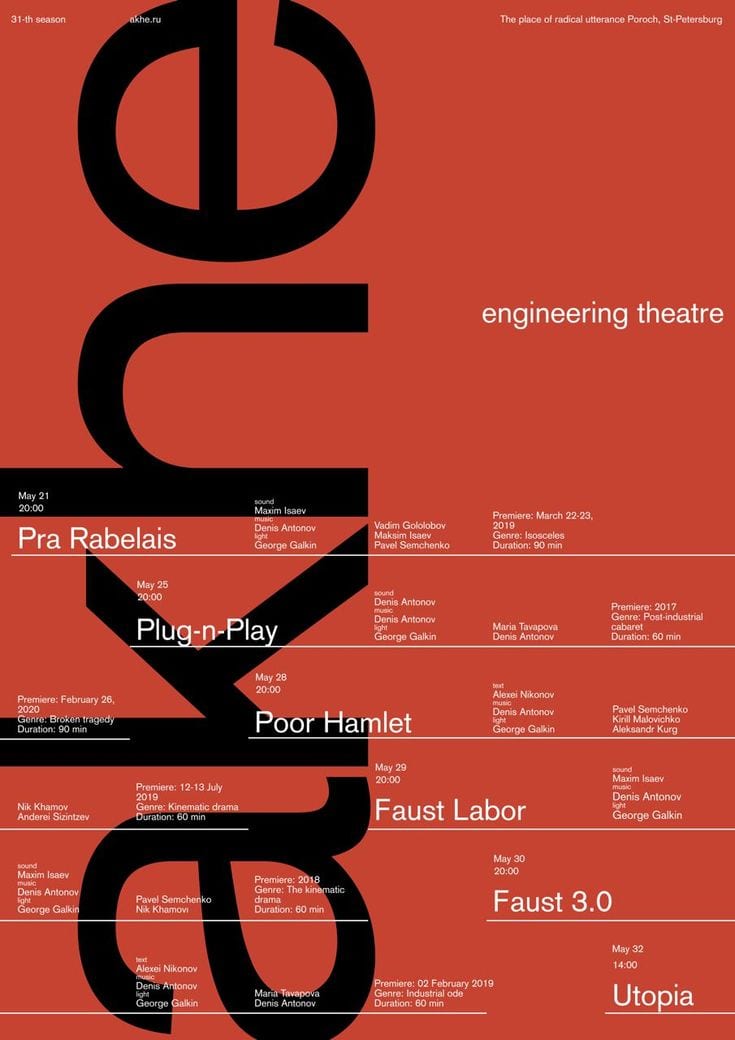 31-th season
akhe.ru
The place of radical utterance Poroch, St-Petersburg
akhe
engineering theatre
May 21
20:00
Pra Rabelais
sound
Maxim Isaev
music
Denis Antonov
light
George Galkin
Vadim Gololobov
Maksim Isaev
Pavel Semchenko
Premiere: March 22-23,
2019
Genre: Isosceles
Duration: 90 min
May 25
20:00
Plug-n-Play
sound
Denis Antonov
music
Denis Antonov
light
George Galkin
Maria Tavapova
Denis Antonov
Premiere: 2017
Genre: Post-industrial
cabaret
Duration: 60 min
May 28
20:00
Poor Hamlet
text
Alexei Nikonov
music
Denis Antonov
light
George Galkin
Pavel Semchenko
Kirill Malovichko
Aleksandr Kurg
Premiere: February 26,
2020
Genre: Broken tragedy
Duration: 90 min
May 29
20:00
Faust Labor
sound
Maxim Isaev
music
Denis Antonov
light
George Galkin
Nik Khamov
Anderei Sizintzev
Premiere: 12-13 July
2019
Genre: Kinematic drama
Duration: 60 min
May 30
20:00
Faust 3.0
sound
Maxim Isaev
music
Denis Antonov
light
George Galkin
Pavel Semchenko
Nik Khamovi
Premiere: 2018
Genre: The kinematic
drama
Duration: 60 min
May 32
14:00
Utopia
text
Alexei Nikonov
music
Denis Antonov
light
George Galkin
Maria Tavapova
Denis Antonov
Premiere: 02 February 2019
Genre: Industrial ode
Duration: 60 min